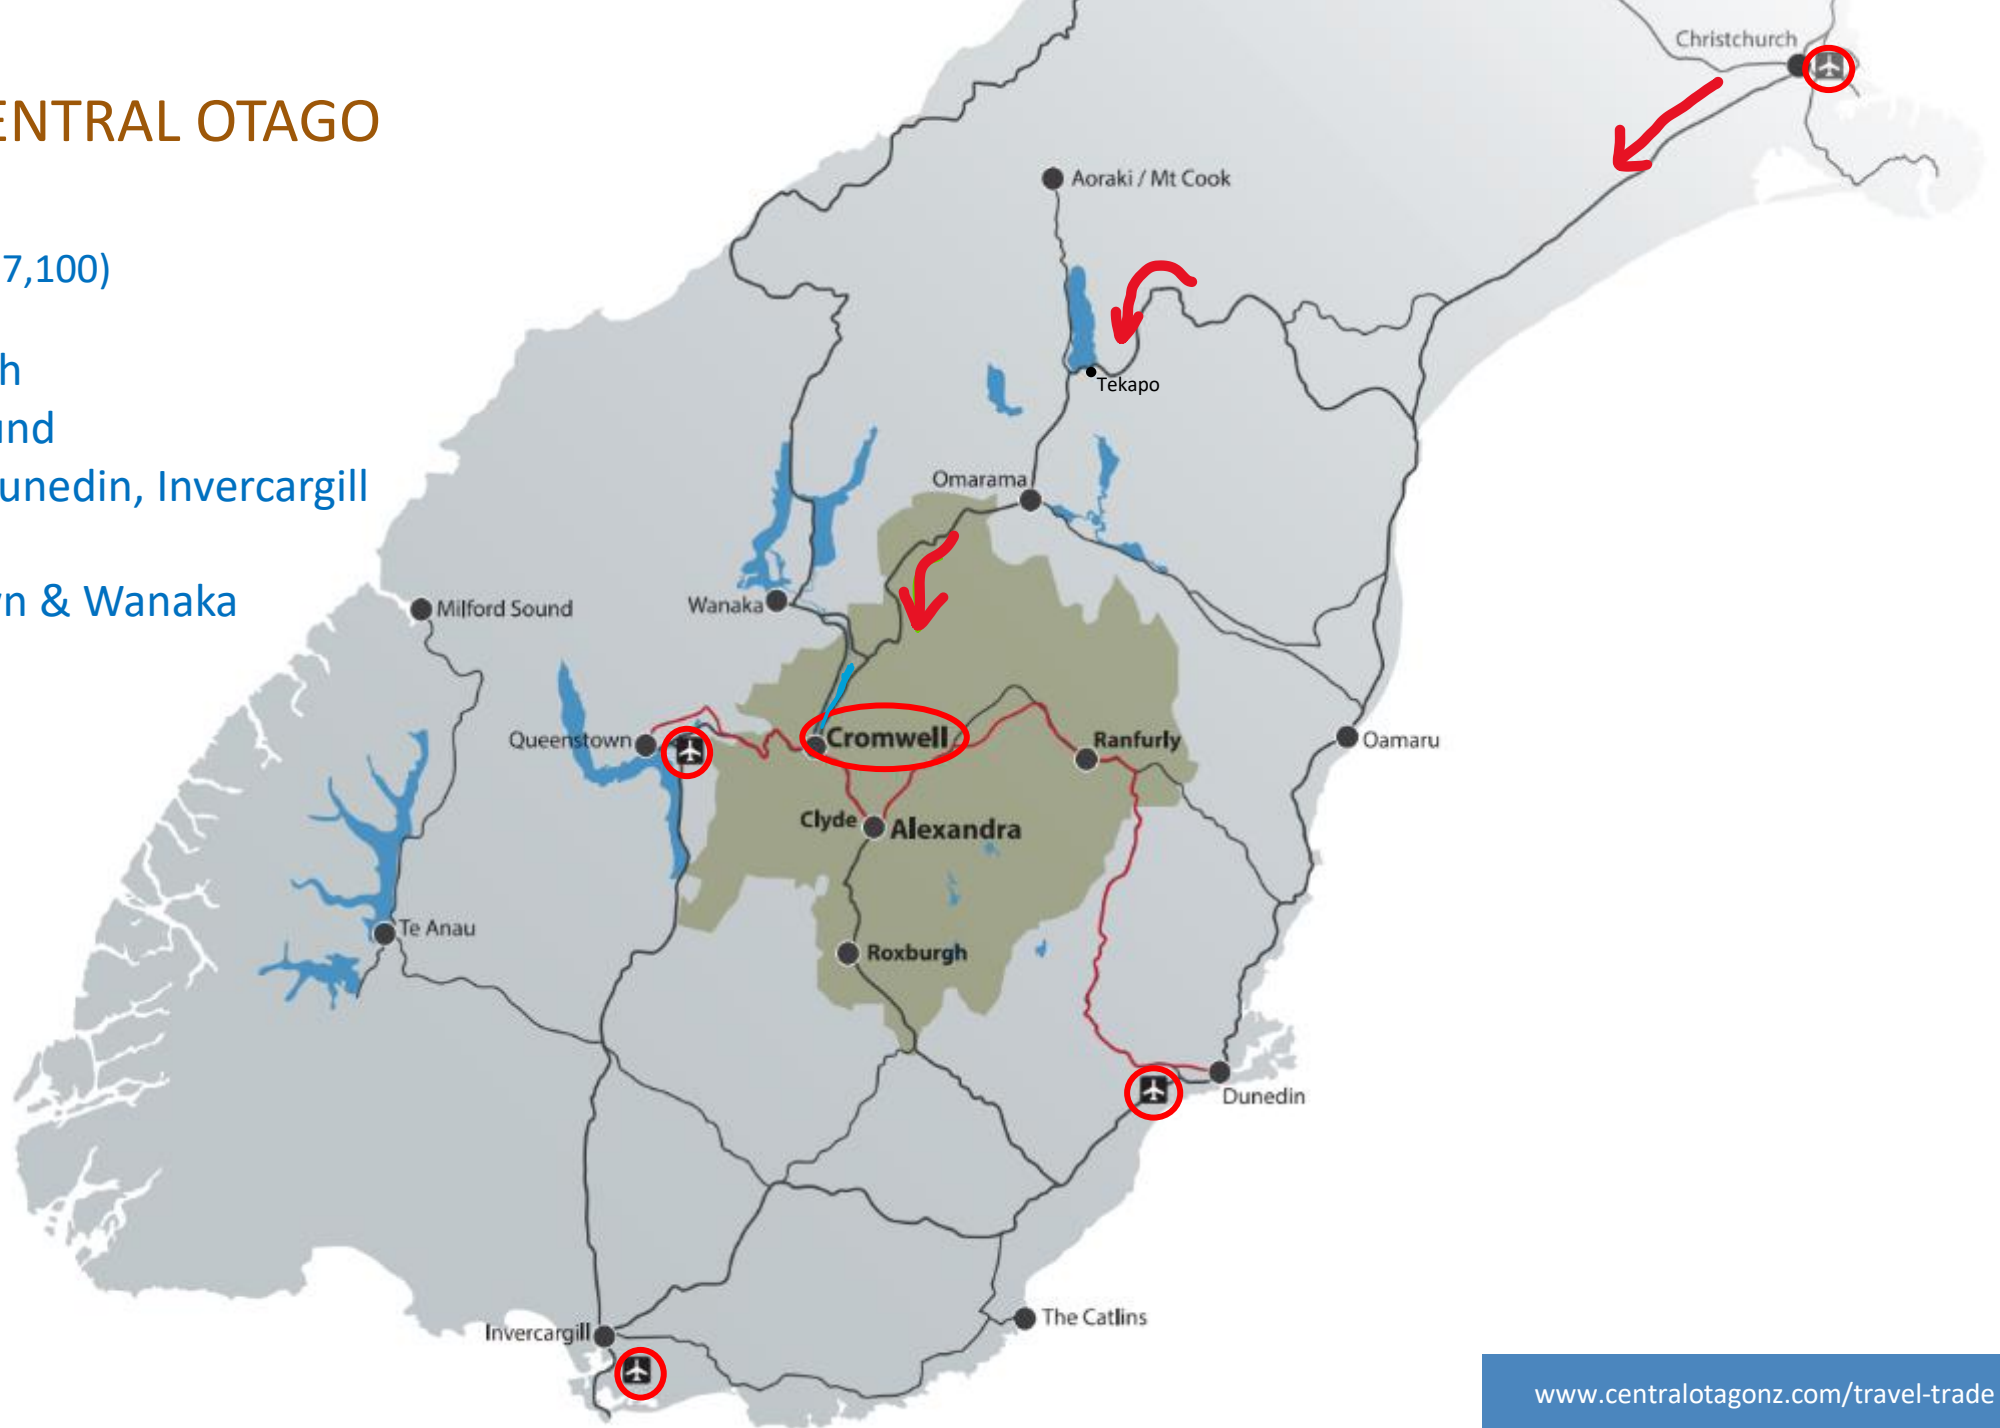 ENTRAL OTAGO
7,100)
h
und
unedin, Invercargill
n & Wanaka
Christchurch
Aoraki / Mt Cook
Tekapo
Omarama
Milford Sound
Wanaka
Queenstown
Cromwell
Ranfurly
Oamaru
Clyde
Alexandra
Te Anau
Roxburgh
Dunedin
The Catlins
Invercargill
www.centralotagonz.com/travel-trade